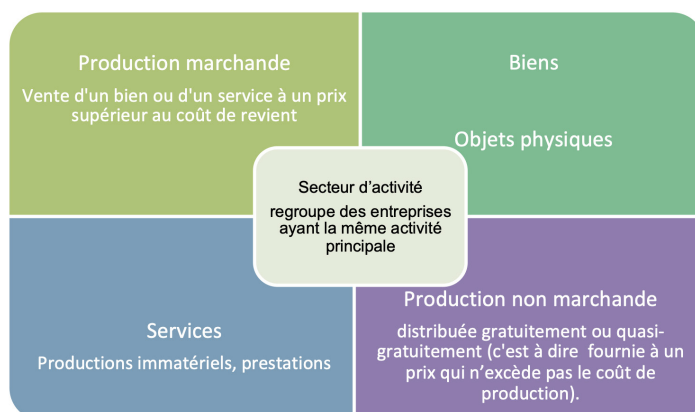 Production marchande
Vente d'un bien ou d'un service à un prix
supérieur au coût de revient
Biens
Objets physiques
Secteur d'activité
regroupe des entreprises
ayant la même activité
principale
Services
Productions immatériels, prestations
Production non marchande
distribuée gratuitement ou quasi-
gratuitement (c'est à dire  fournie à un
prix qui n'excède pas le coût de
production).